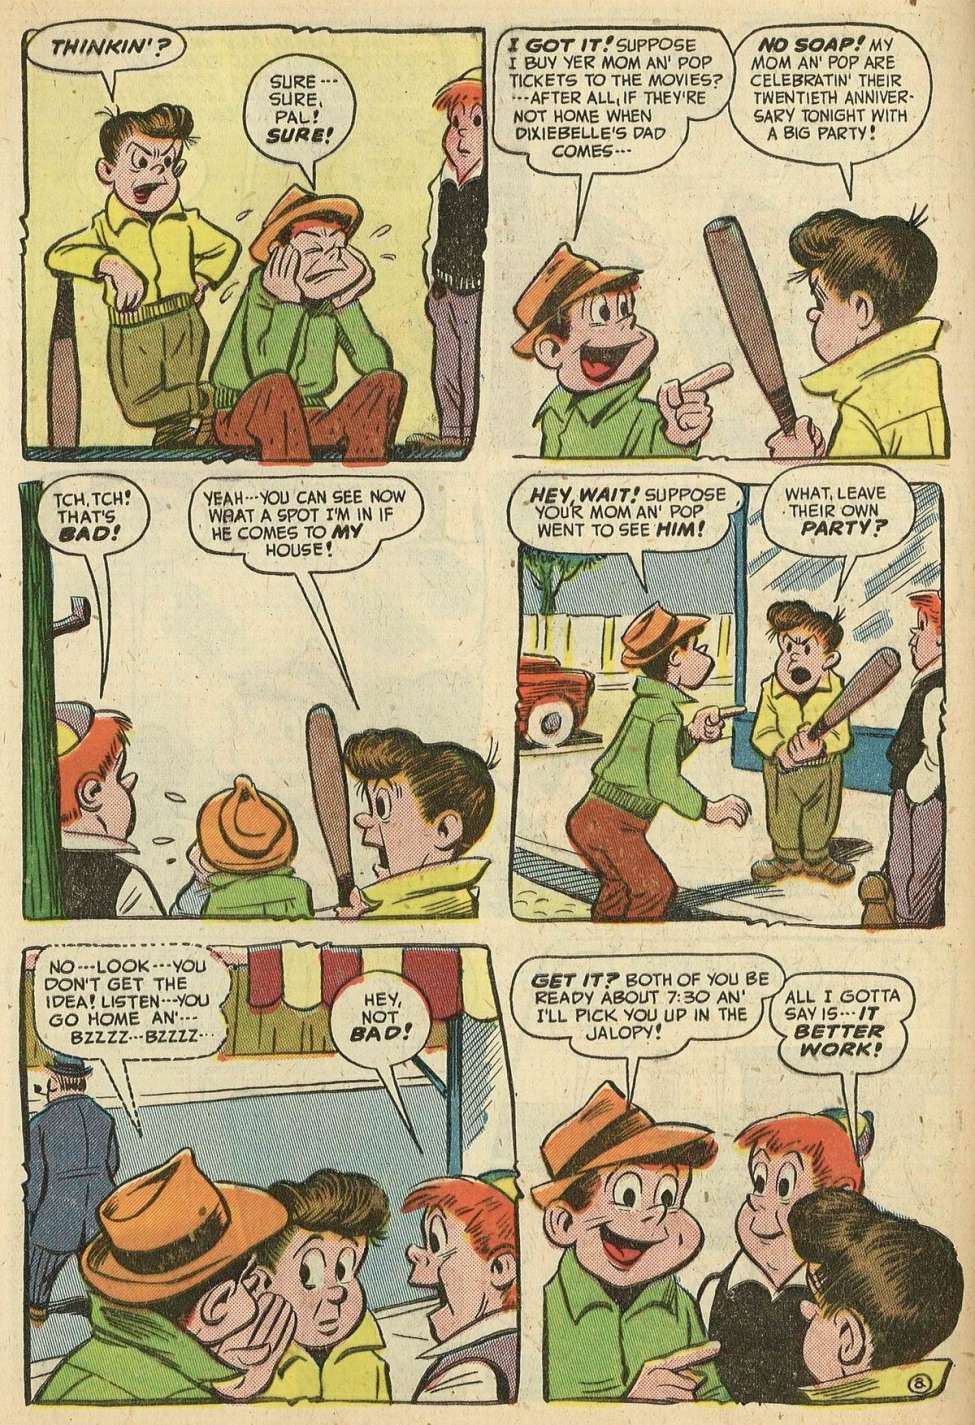 THINKIN'?
SURE---
SURE,
PAL!
SURE!
I GOT IT! SUPPOSE
I BUY YER MOM AN' POP
TICKETS TO THE MOVIES?
---AFTER ALL, IF THEY'RE
NOT HOME WHEN
DIXIEBELLE'S DAD
COMES---
NO SOAP! MY
MOM AN' POP ARE
CELEBRATIN' THEIR
TWENTIETH ANNIVER-
SARY TONIGHT WITH
A BIG PARTY!
TCH, TCH!
THAT'S
BAD!
YEAH---YOU CAN SEE NOW
WHAT A SPOT I'M IN IF
HE COMES TO MY
HOUSE!
HEY, WAIT! SUPPOSE
YOUR MOM AN' POP
WENT TO SEE HIM!
WHAT, LEAVE
THEIR OWN
PARTY?
NO---LOOK---YOU
DON'T GET THE
IDEA! LISTEN---YOU
GO HOME AN'---
BZZZZ---BZZZZ---
HEY,
NOT
BAD!
GET IT? BOTH OF YOU BE
READY ABOUT 7:30 AN'
I'LL PICK YOU UP IN THE
JALOPY!
ALL I GOTTA
SAY IS---IT
BETTER
WORK!
8